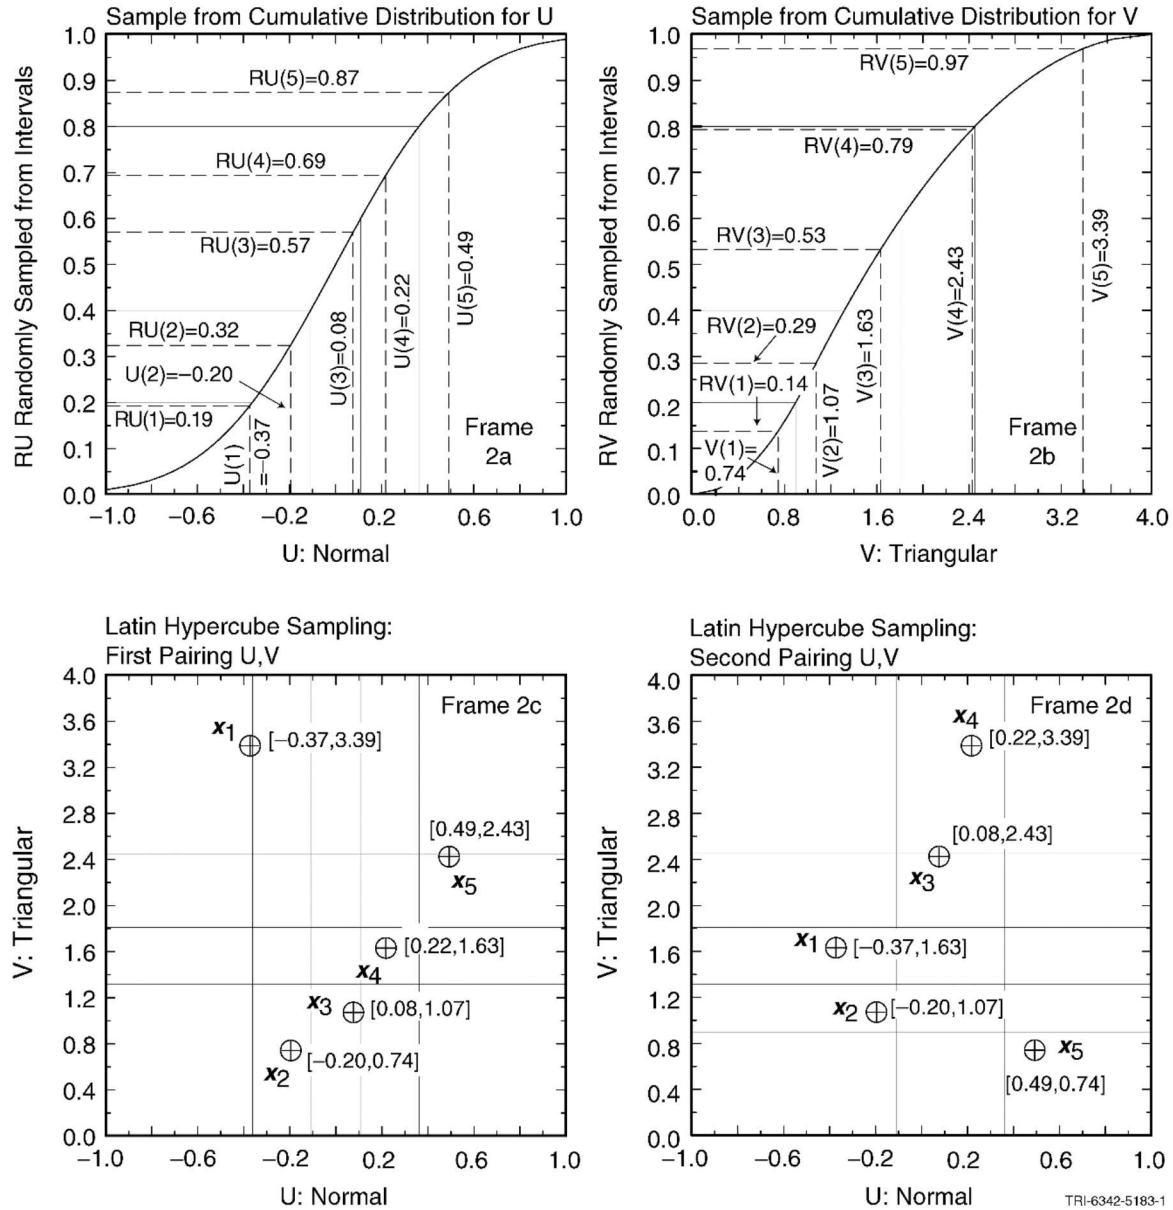 Sample from Cumulative Distribution for U
RU Randomly Sampled from Intervals
1.0
0.9
0.8
0.7
0.6
0.5
0.4
0.3
0.2
0.1
0.0
RU(5)=0.87
RU(4)=0.69
RU(3)=0.57
RU(2)=0.32
U(2)=−0.20
RU(1)=0.19
U(1)
=−0.37
U(3)=0.08
U(4)=0.22
U(5)=0.49
Frame
2a
−1.0 −0.6 −0.2 0.2 0.6 1.0
U: Normal
Sample from Cumulative Distribution for V
RV Randomly Sampled from Intervals
1.0
0.9
0.8
0.7
0.6
0.5
0.4
0.3
0.2
0.1
0.0
RV(5)=0.97
RV(4)=0.79
RV(3)=0.53
RV(2)=0.29
RV(1)=0.14
V(1)=
0.74
V(2)=1.07
V(3)=1.63
V(4)=2.43
V(5)=3.39
Frame
2b
0.0 0.8 1.6 2.4 3.2 4.0
V: Triangular
Latin Hypercube Sampling:
First Pairing U,V
V: Triangular
4.0
3.6
3.2
2.8
2.4
2.0
1.6
1.2
0.8
0.4
0.0
Frame 2c
x1 [−0.37,3.39]
[0.49,2.43]
x5
[0.22,1.63]
x4
x3 [0.08,1.07]
[−0.20,0.74]
x2
−1.0 −0.6 −0.2 0.2 0.6 1.0
U: Normal
Latin Hypercube Sampling:
Second Pairing U,V
V: Triangular
4.0
3.6
3.2
2.8
2.4
2.0
1.6
1.2
0.8
0.4
0.0
Frame 2d
x4
[0.22,3.39]
[0.08,2.43]
x3
x1 [−0.37,1.63]
x2 [−0.20,1.07]
x5
[0.49,0.74]
−1.0 −0.6 −0.2 0.2 0.6 1.0
U: Normal
TRI-6342-5183-1